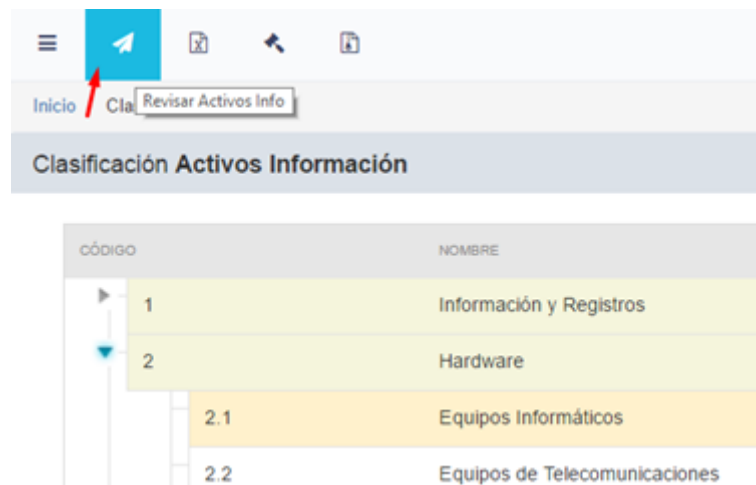 Inicio Cla
Revisar Activos Info
Clasificación Activos Información
CÓDIGO NOMBRE
1 Información y Registros
2 Hardware
2.1 Equipos Informáticos
2.2 Equipos de Telecomunicaciones